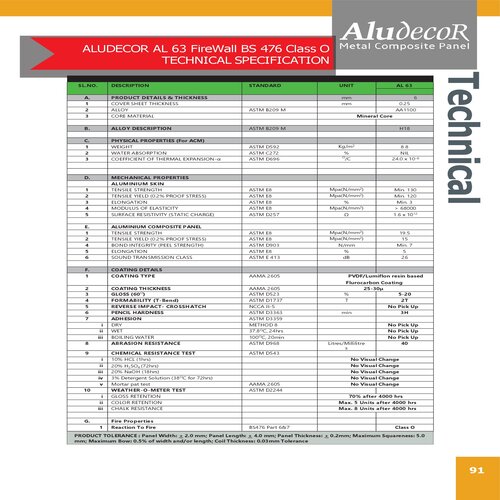 ALUDECOR AL 63 FireWall BS 476 Class O
TECHNICAL SPECIFICATION
AludecoR
Metal Composite Panel
Technical
SL.NO. DESCRIPTION STANDARD UNIT AL 63
A. PRODUCT DETAILS & THICKNESS mm 6
1 COVER SHEET THICKNESS mm 0.25
2 ALLOY ASTM B209 M AA1100
3 CORE MATERIAL Mineral Core
B. ALLOY DESCRIPTION ASTM B209 M H18
C. PHYSICAL PROPERTIES (For ACM)
1 WEIGHT ASTM D592 Kg/m² 6.8
2 WATER ABSORPTION ASTM C272 % NIL
3 COEFFICIENT OF THERMAL EXPANSION -α ASTM D696 °/C 24.0 x 10⁻⁶
D. MECHANICAL PROPERTIES
ALUMINIUM SKIN
1 TENSILE STRENGTH ASTM E8 Mpa(N/mm²) Min. 130
2 TENSILE YIELD (0.2% PROOF STRESS) ASTM E8 Mpa(N/mm²) Min. 120
3 ELONGATION ASTM E8 % Min. 3
4 MODULUS OF ELASTICITY ASTM E8 Mpa(N/mm²) > 68000
5 SURFACE RESISTIVITY (STATIC CHARGE) ASTM D257 Ω
E. ALUMINIUM COMPOSITE PANEL
1 TENSILE STRENGTH ASTM E8 Mpa(N/mm²) 19.5
2 TENSILE YIELD (0.2% PROOF STRESS) ASTM E8 Mpa(N/mm²) 15
4 BOND INTEGRITY (PEEL STRENGTH) ASTM D903 N/mm Min. 7
5 ELONGATION ASTM E8 % 5
6 SOUND TRANSMISSION CLASS ASTM E 413 dB 26
F. COATING DETAILS
1 COATING TYPE AAMA 2605 PVDF/Lumiflon resin based
Flurocarbon Coating
2 COATING THICKNESS AAMA 2605 25-30µ
3 GLOSS (60°) ASTM D523 % 5-20
4 FORMABILITY (T-Bend) ASTM D1737 T 2T
5 REVERSE IMPACT- CROSSHATCH NCCA II-5 No Pick Up
6 PENCIL HARDNESS ASTM D3363 min 3H
7 ADHESION ASTM D3359
i DRY METHOD 8 No Pick Up
ii WET 37.8°C, 24hrs No Pick Up
iii BOILING WATER 100°C, 20min No Pick Up
8 ABRASION RESISTANCE ASTM D968 Litres/Millilitre 40
s
9 CHEMICAL RESISTANCE TEST ASTM D543
i 10% HCL (1hrs) No Visual Change
ii 20% H₂SO₄ (72hrs) No Visual Change
iii 20% NaOH (18hrs) No Visual Change
iv 3% Detergent Solution (38°C for 72hrs) No Visual Change
v Mortar pat test AAMA 2605 No Visual Change
10 WEATHER-O-METER TEST ASTM D2244
i GLOSS RETENTION 70% after 4000 hrs
ii COLOR RETENTION Max. 5 Units after 4000 hrs
iii CHALK RESISTANCE Max. 8 Units after 4000 hrs
G. Fire Properties
1 Reaction To Fire BS476 Part 6&7 Class O
PRODUCT TOLERANCE : Panel Width: ± 2.0 mm; Panel Length: ± 4.0 mm; Panel Thickness: ± 0.2mm; Maximum Squareness: 5.0
mm; Maximum Bow: 0.5% of width and/or length; Coil Thickness: 0.03mm Tolerance
91